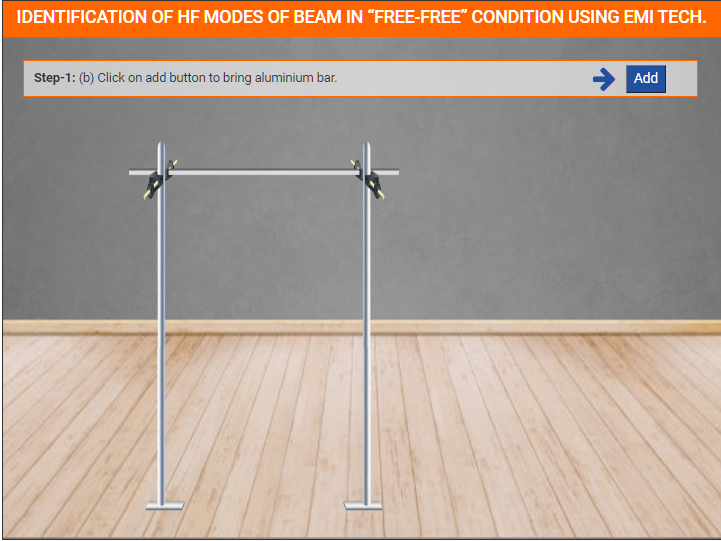 IDENTIFICATION OF HF MODES OF BEAM IN “FREE-FREE” CONDITION USING EMI TECH.
Step-1: (b) Click on add button to bring aluminium bar.
Add